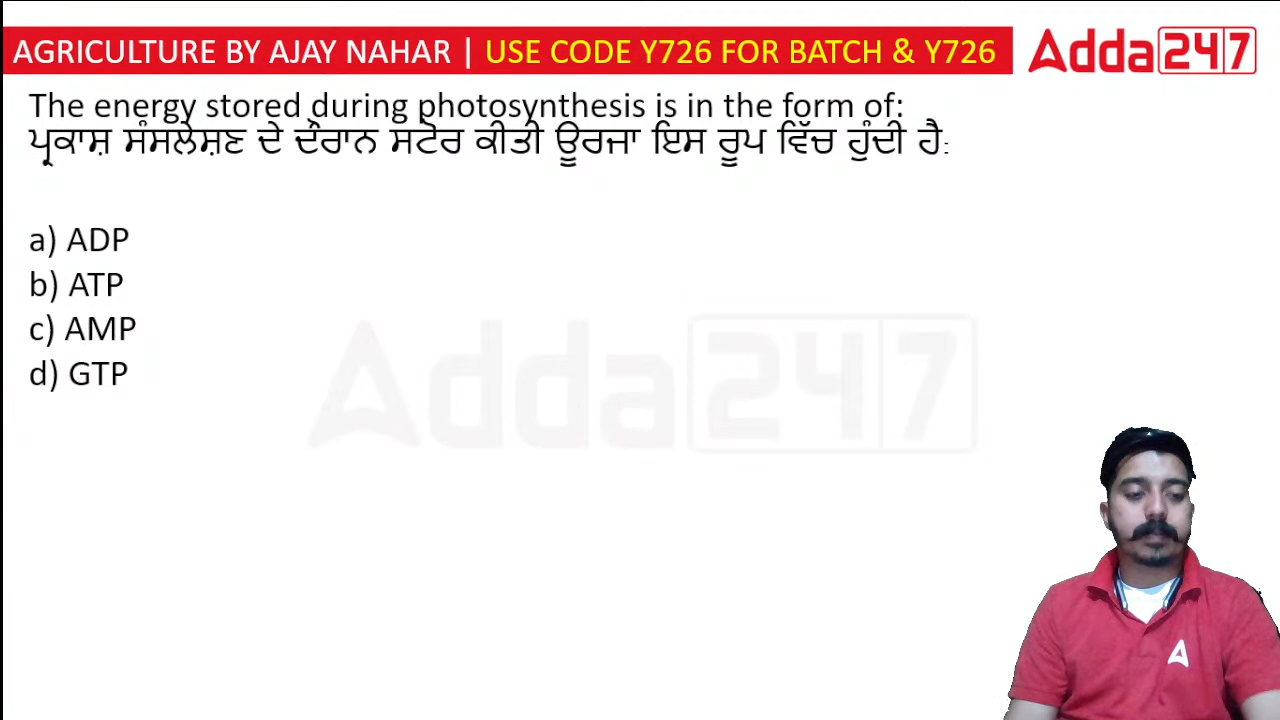 AGRICULTURE BY AJAY NAHAR | USE CODE Y726 FOR BATCH & Y726
Adda247
The energy stored during photosynthesis is in the form of:
ਪ੍ਰਕਾਸ਼ ਸੰਸਲੇਸ਼ਣ ਦੇ ਦੌਰਾਨ ਸਟੋਰ ਕੀਤੀ ਊਰਜਾ ਇਸ ਰੂਪ ਵਿੱਚ ਹੁੰਦੀ ਹੈ:
a) ADP
b) ATP
c) AMP
d) GTP
Adda247